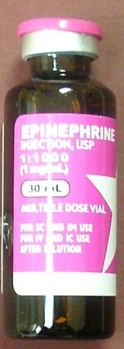 EPINEPHRINE
INJECTION, USP
1:1000
(1 mg/mL)
30 mL
MULTIPLE DOSE VIAL
FOR SC AND IM USE
FOR IV AND IC USE
AFTER DILUTION